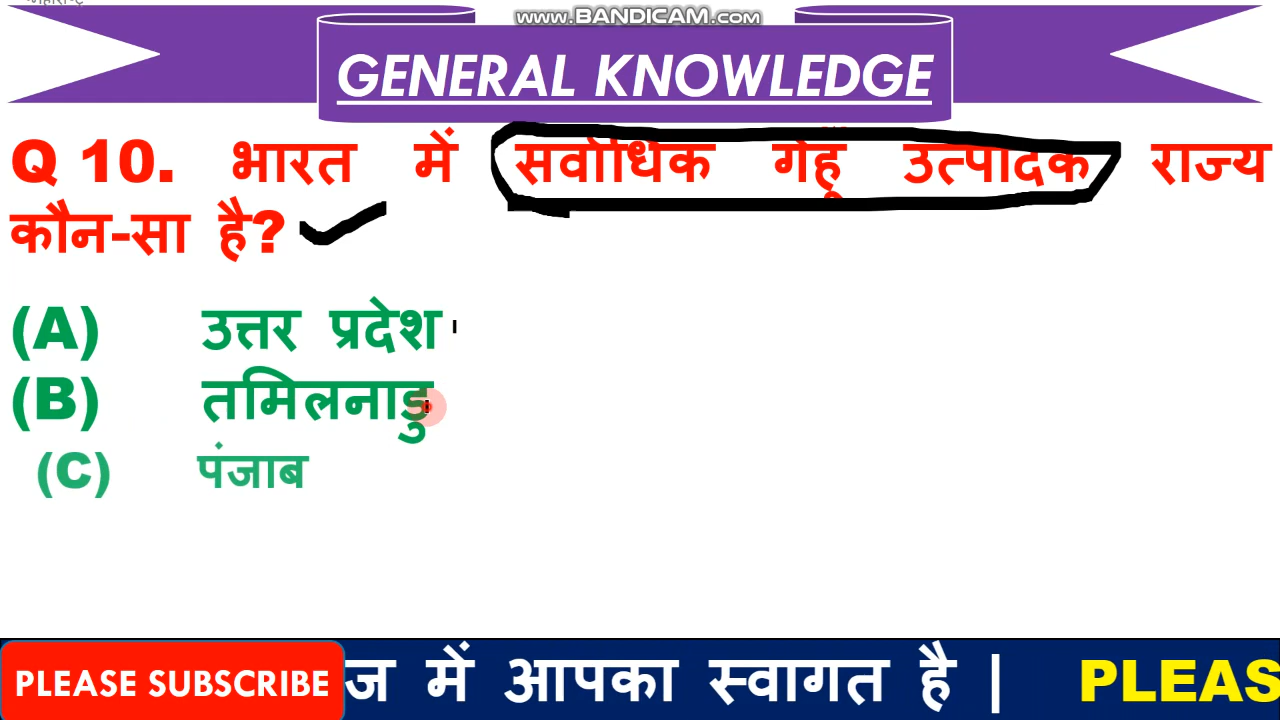 www.BANDICAM.com
GENERAL KNOWLEDGE
Q 10. भारत में सर्वाधिक गेहूं उत्पादक राज्य
कौन-सा है?
(A) उत्तर प्रदेश
(B) तमिलनाडु
(C) पंजाब
PLEASE SUBSCRIBE ज में आपका स्वागत है | PLEAS